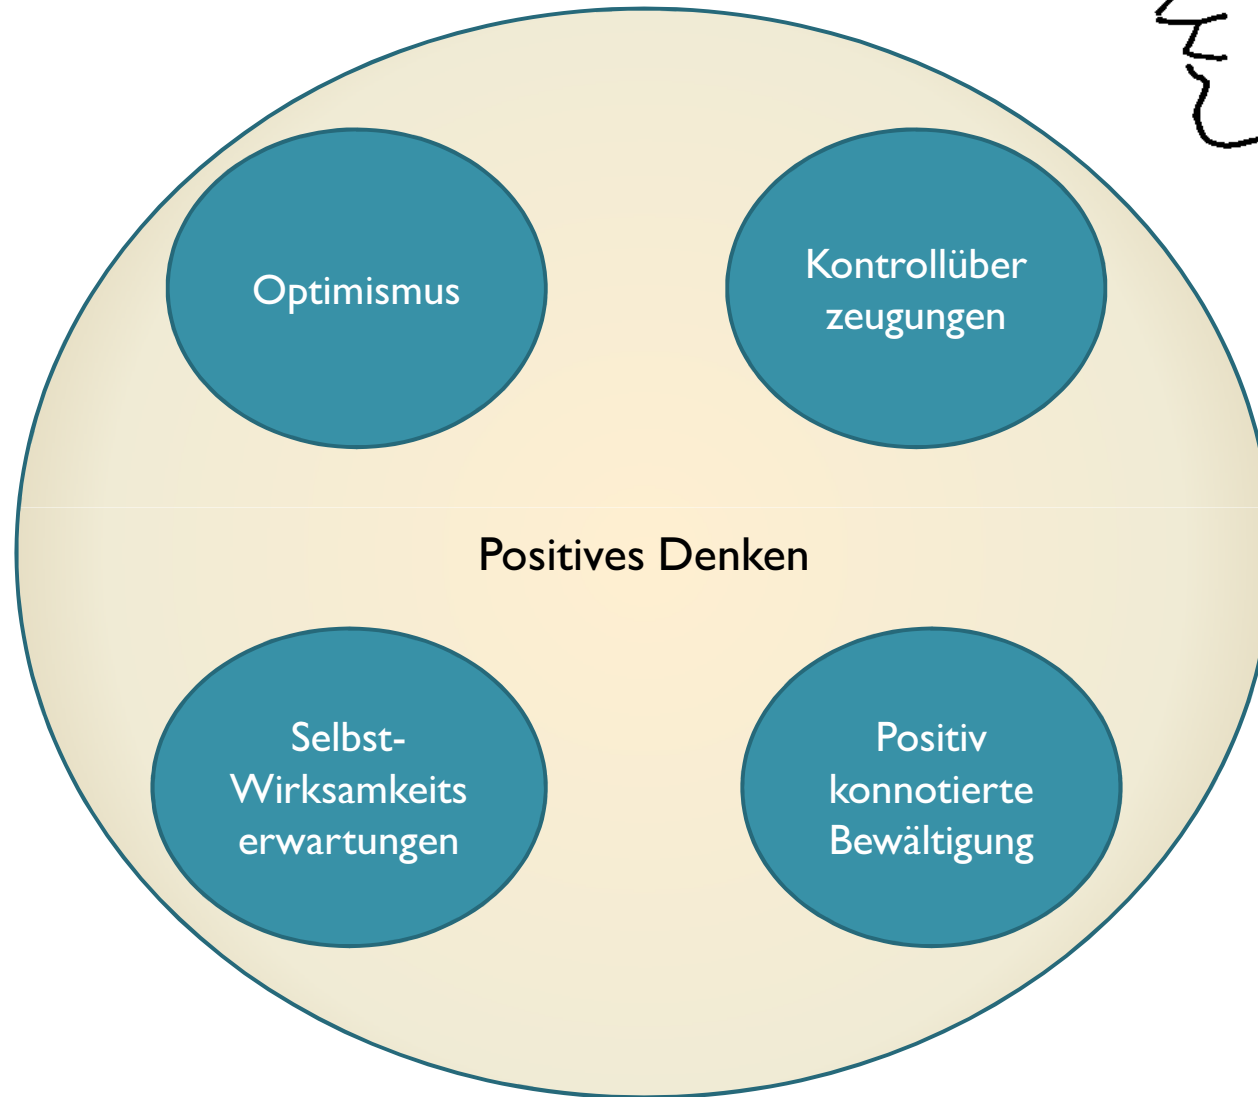 Optimismus
Kontrollüber
zeugungen
Positives Denken
Selbst-
Wirksamkeits
erwartungen
Positiv
konnotierte
Bewältigung